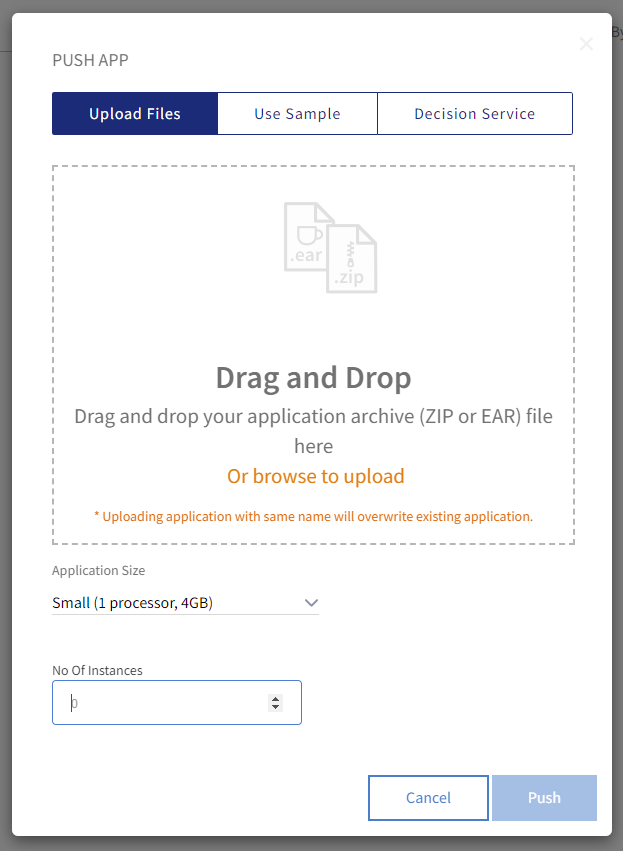 PUSH APP
Upload Files
Use Sample
Decision Service
.ear
.zip
Drag and Drop
Drag and drop your application archive (ZIP or EAR) file
here
Or browse to upload
* Uploading application with same name will overwrite existing application.
Application Size
Small (1 processor, 4GB)
No Of Instances
0
Cancel
Push